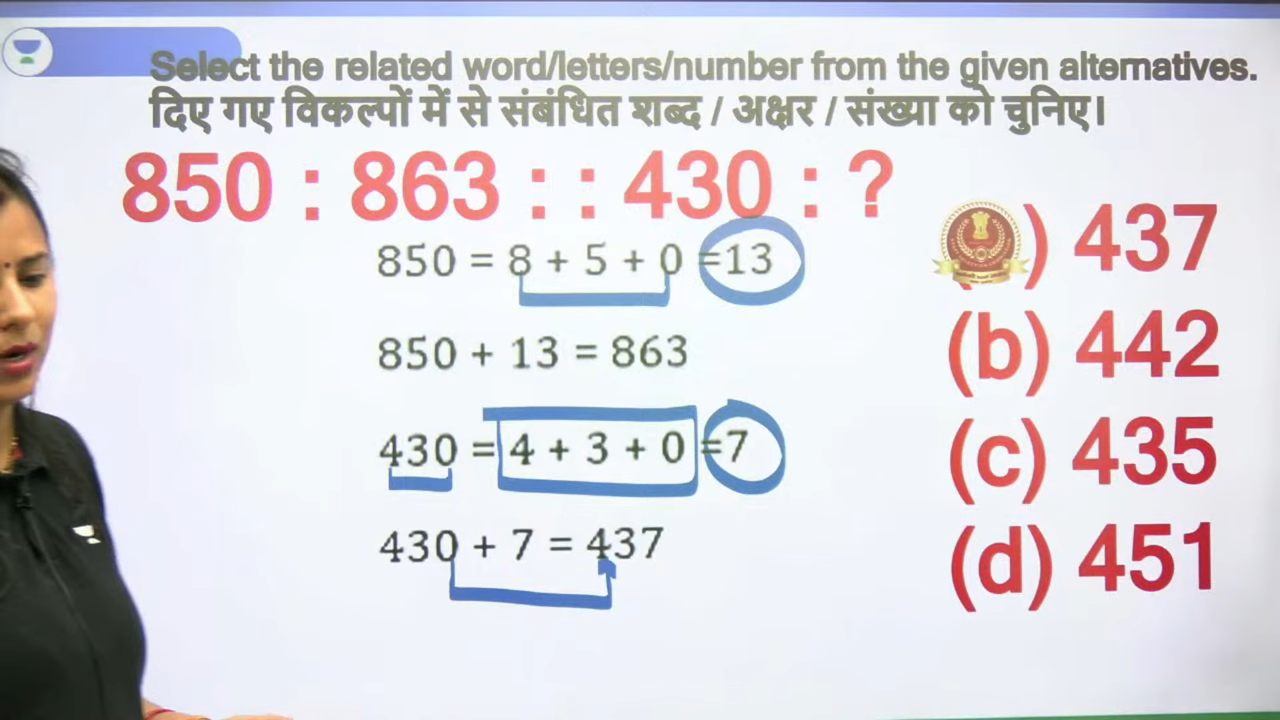 Select the related word/letters/number from the given alternatives.
दिए गए विकल्पों में से संबंधित शब्द / अक्षर / संख्या को चुनिए।
850 : 863 : : 430 : ?
850 = 8 + 5 + 0 =13
850 + 13 = 863
430 = 4 + 3 + 0 =7
430 + 7 = 437
) 437
(b) 442
(c) 435
(d) 451